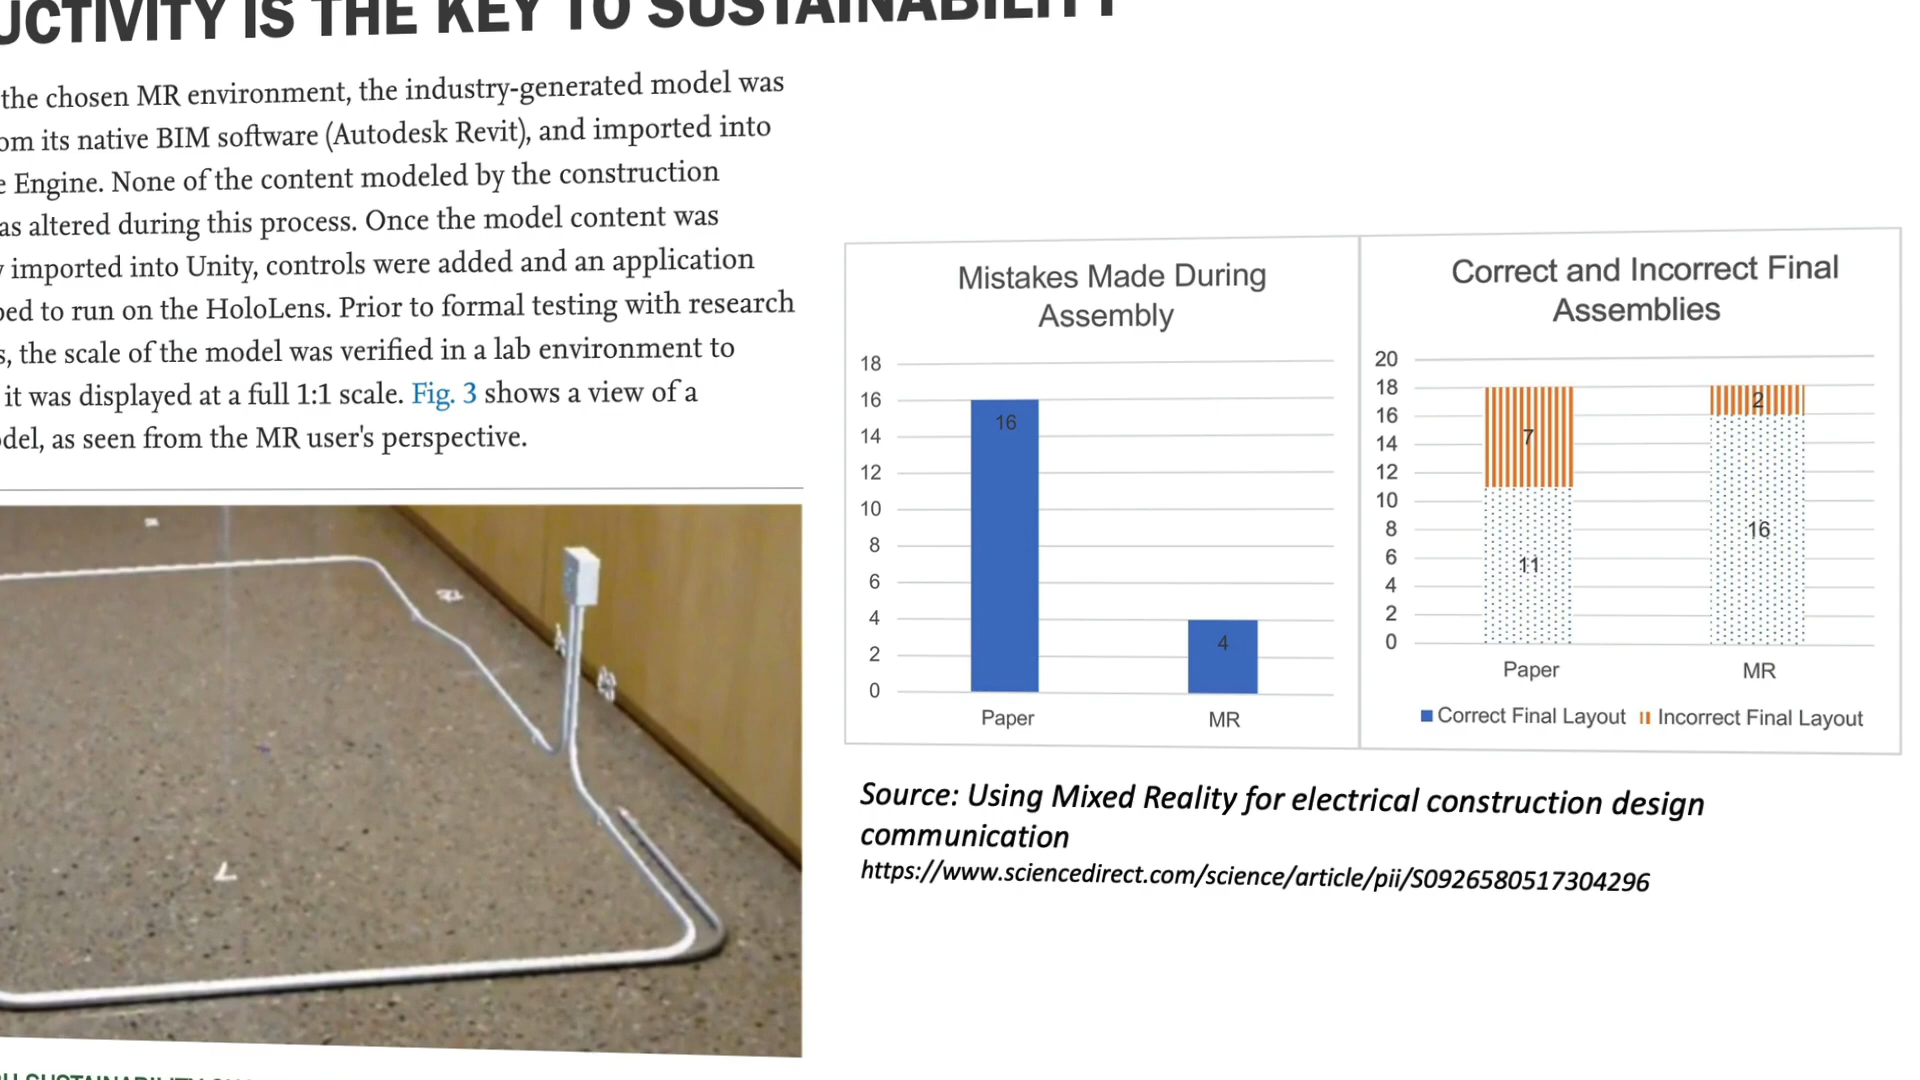 IS THE KEY TO SUSTAINABILITY
the chosen MR environment, the industry-generated model was
its native BIM software (Autodesk Revit), and imported into
Engine. None of the content modeled by the construction
altered during this process. Once the model content was
imported into Unity, controls were added and an application
to run on the HoloLens. Prior to formal testing with research
the scale of the model was verified in a lab environment to
it was displayed at a full 1:1 scale. Fig. 3 shows a view of a
as seen from the MR user's perspective.
Mistakes Made During
Assembly
18
16
14
12
10
8
6
4
2
0
16
4
Paper
MR
Correct and Incorrect Final
Assemblies
20
18
16
14
12
10
8
6
4
2
0
7
11
2
16
Paper
MR
Correct Final Layout
Incorrect Final Layout
Source: Using Mixed Reality for electrical construction design
communication
https://www.sciencedirect.com/science/article/pii/S0926580517304296